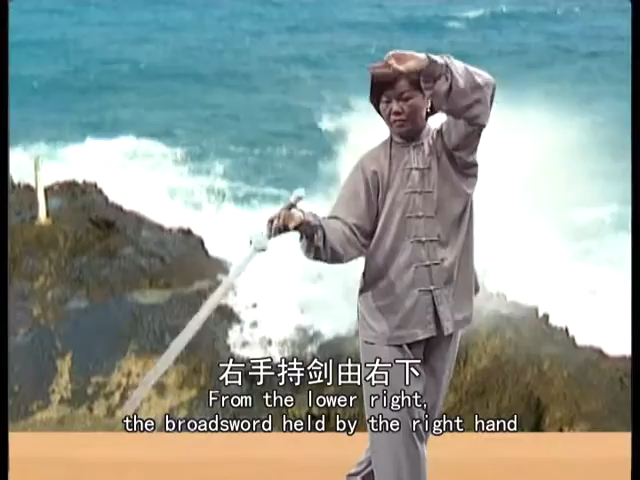 右手持剑由右下
From the lower right,
the broadsword held by the right hand